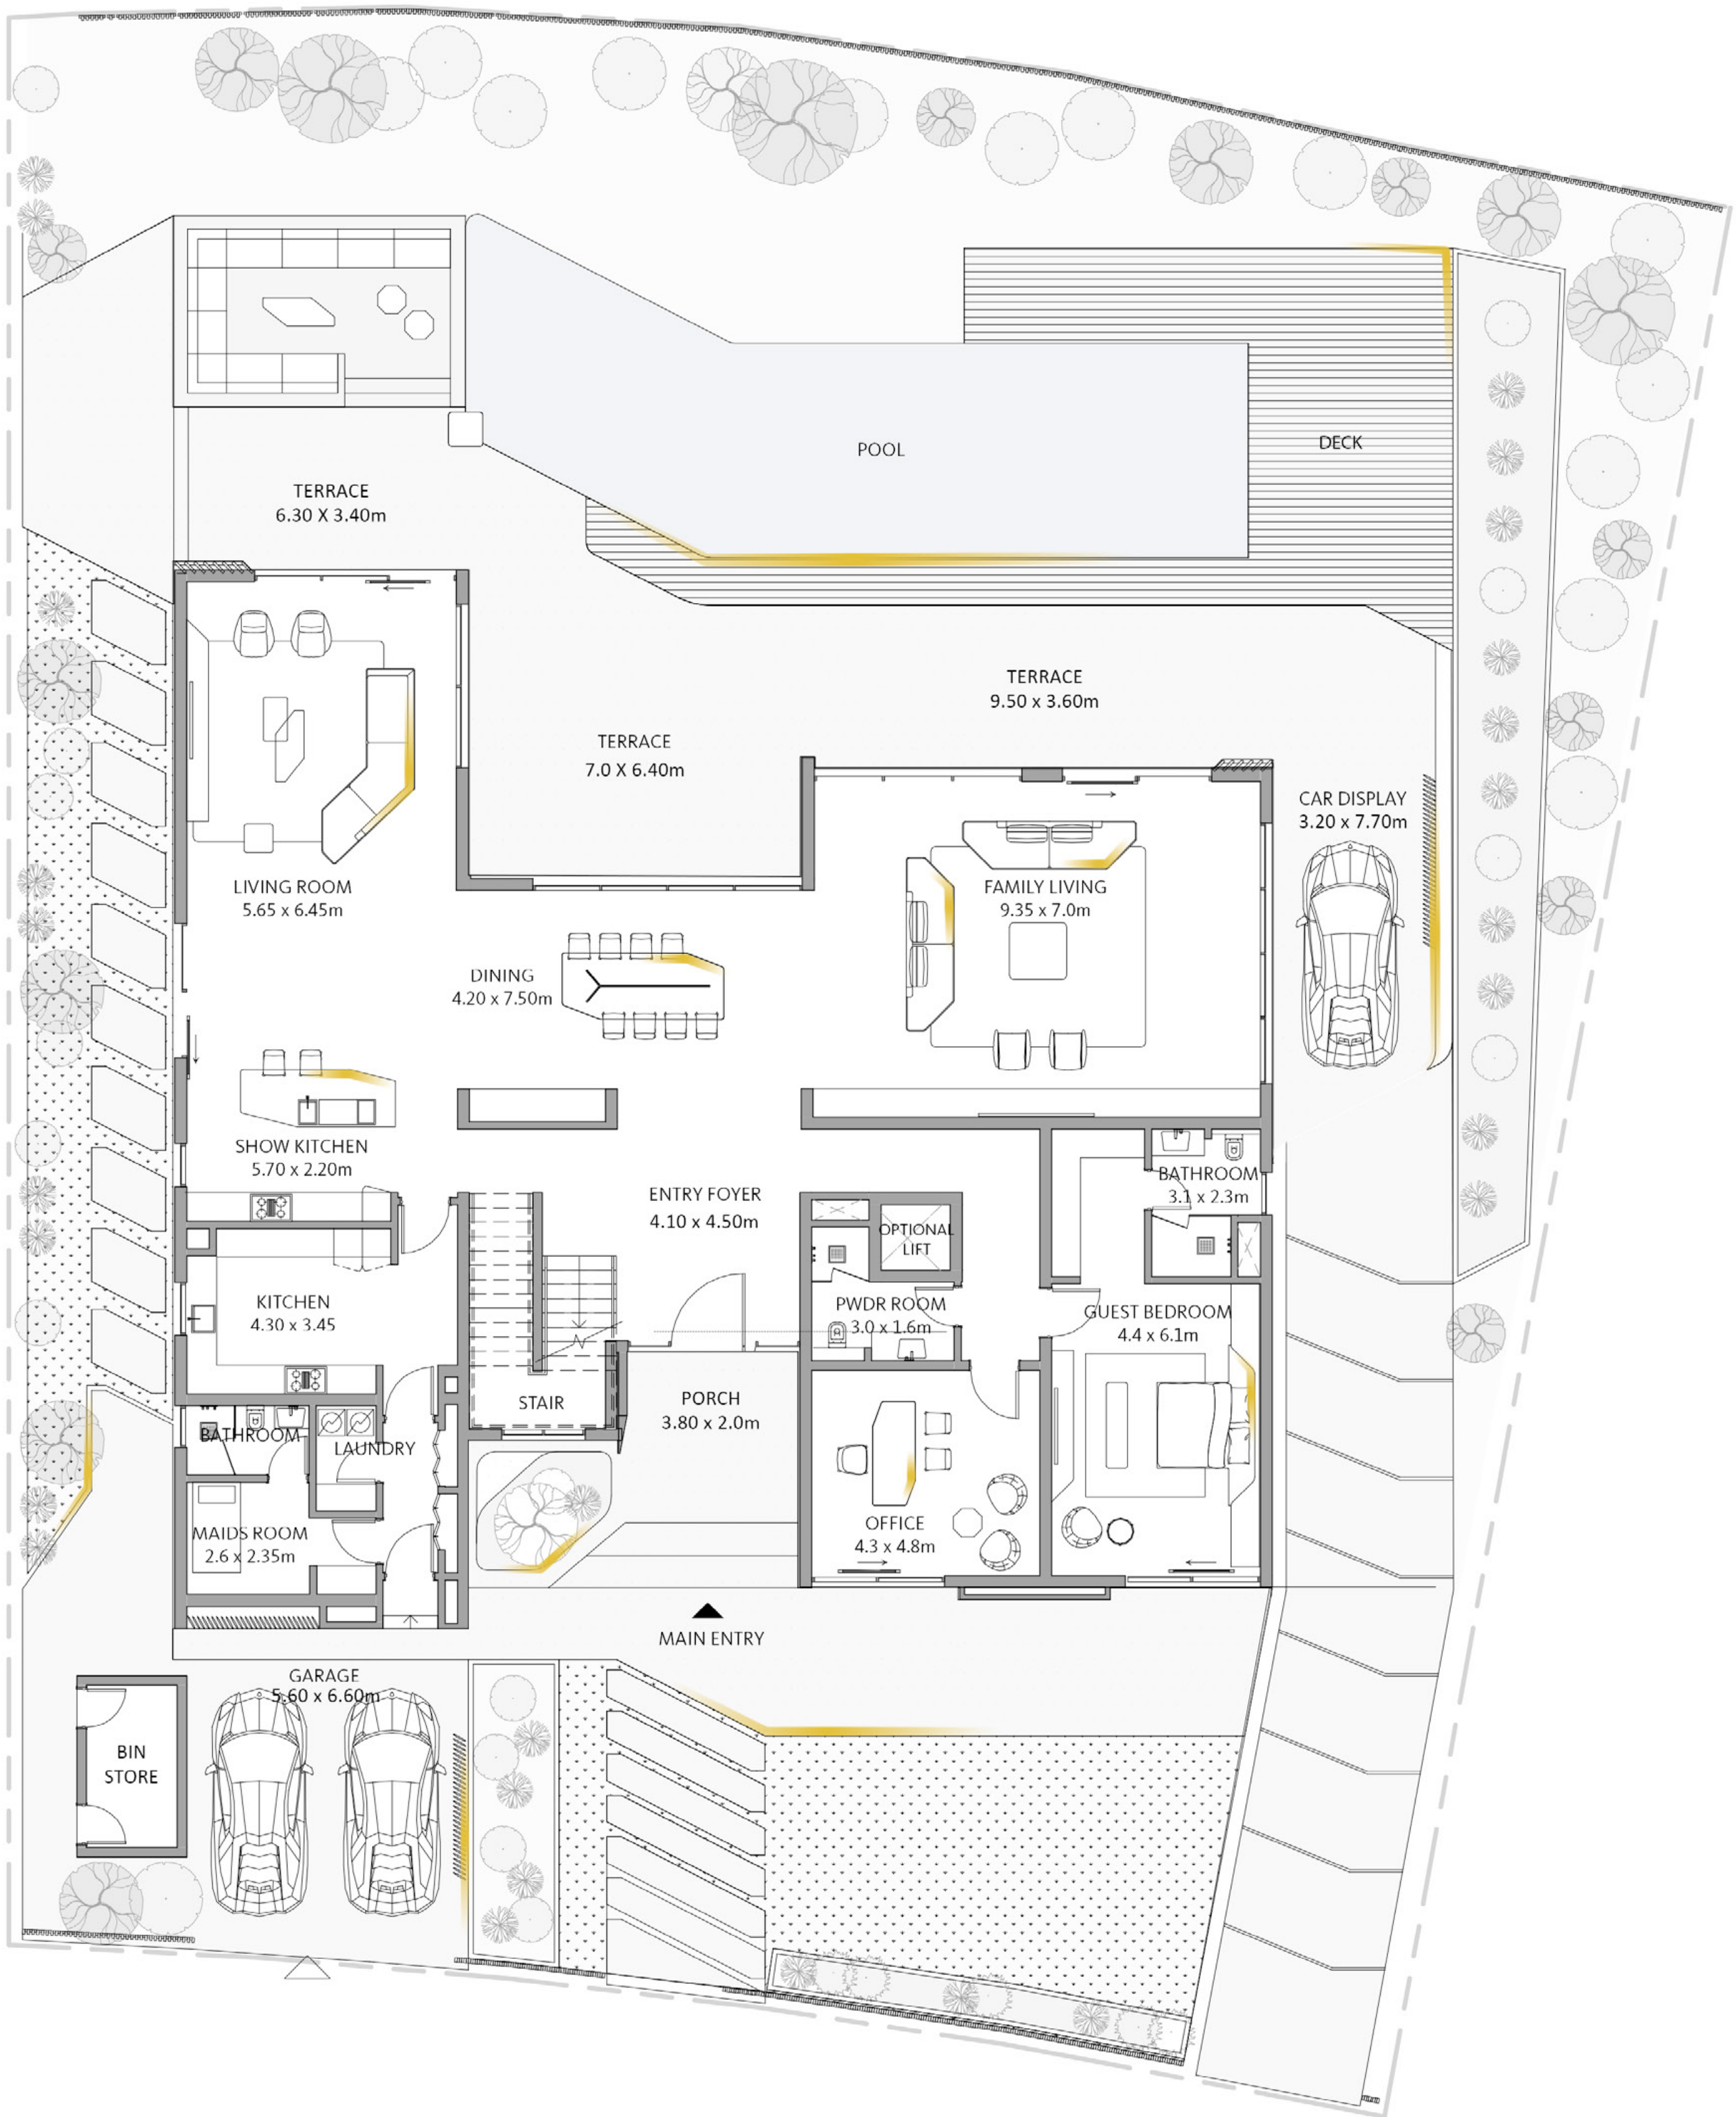 POOL
DECK
TERRACE
6.30 X 3.40m
TERRACE
9.50 x 3.60m
TERRACE
7.0 X 6.40m
CAR DISPLAY
3.20 x 7.70m
LIVING ROOM
5.65 x 6.45m
FAMILY LIVING
9.35 x 7.0m
DINING
4.20 x 7.50m
SHOW KITCHEN
5.70 x 2.20m
BATHROOM
3.1 x 2.3m
ENTRY FOYER
4.10 x 4.50m
OPTIONAL
LIFT
KITCHEN
4.30 x 3.45
PWDR ROOM
3.0 x 1.6m
GUEST BEDROOM
4.4 x 6.1m
STAIR
PORCH
3.80 x 2.0m
BATHROOM
LAUNDRY
MAIDS ROOM
2.6 x 2.35m
OFFICE
4.3 x 4.8m
MAIN ENTRY
GARAGE
5.60 x 6.60m
BIN
STORE